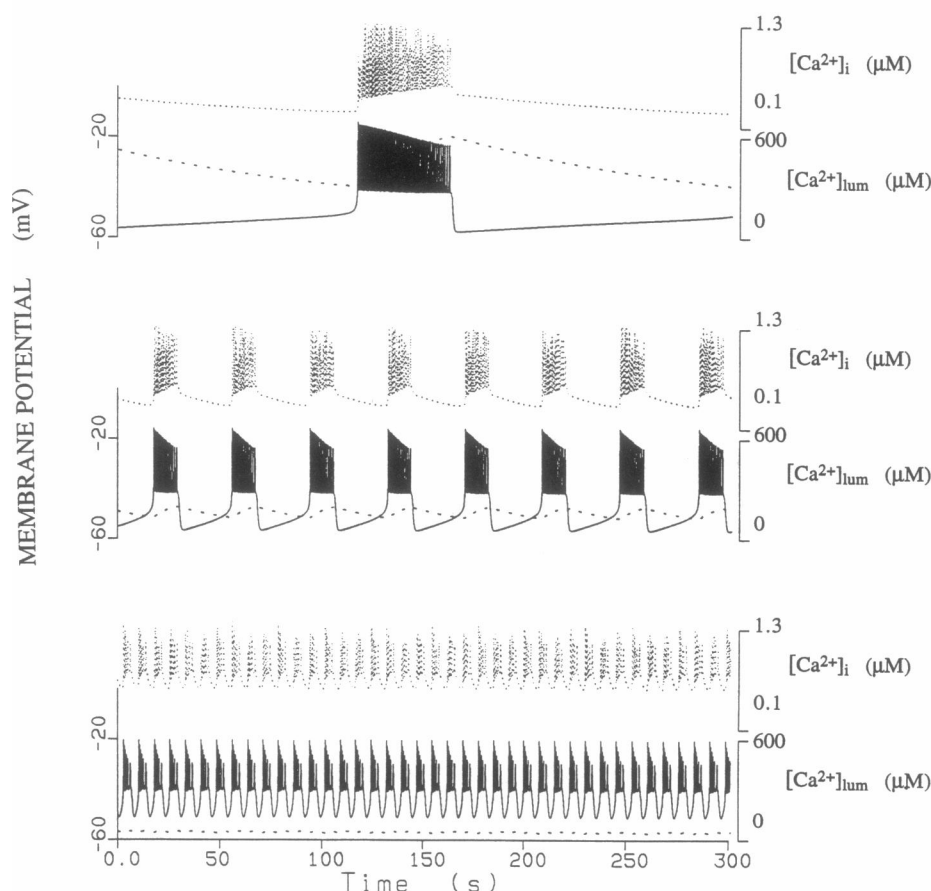 1.3
[Ca²⁺]i (μM)
0.1
-20
600
[Ca²⁺]lum (μM)
0
-60
MEMBRANE POTENTIAL (mV)
1.3
[Ca²⁺]i (μM)
0.1
-20
600
[Ca²⁺]lum (μM)
0
-60
1.3
[Ca²⁺]i (μM)
0.1
-20
600
[Ca²⁺]lum (μM)
0
-60
0.0 50 100 150 200 250 300
Time (s)